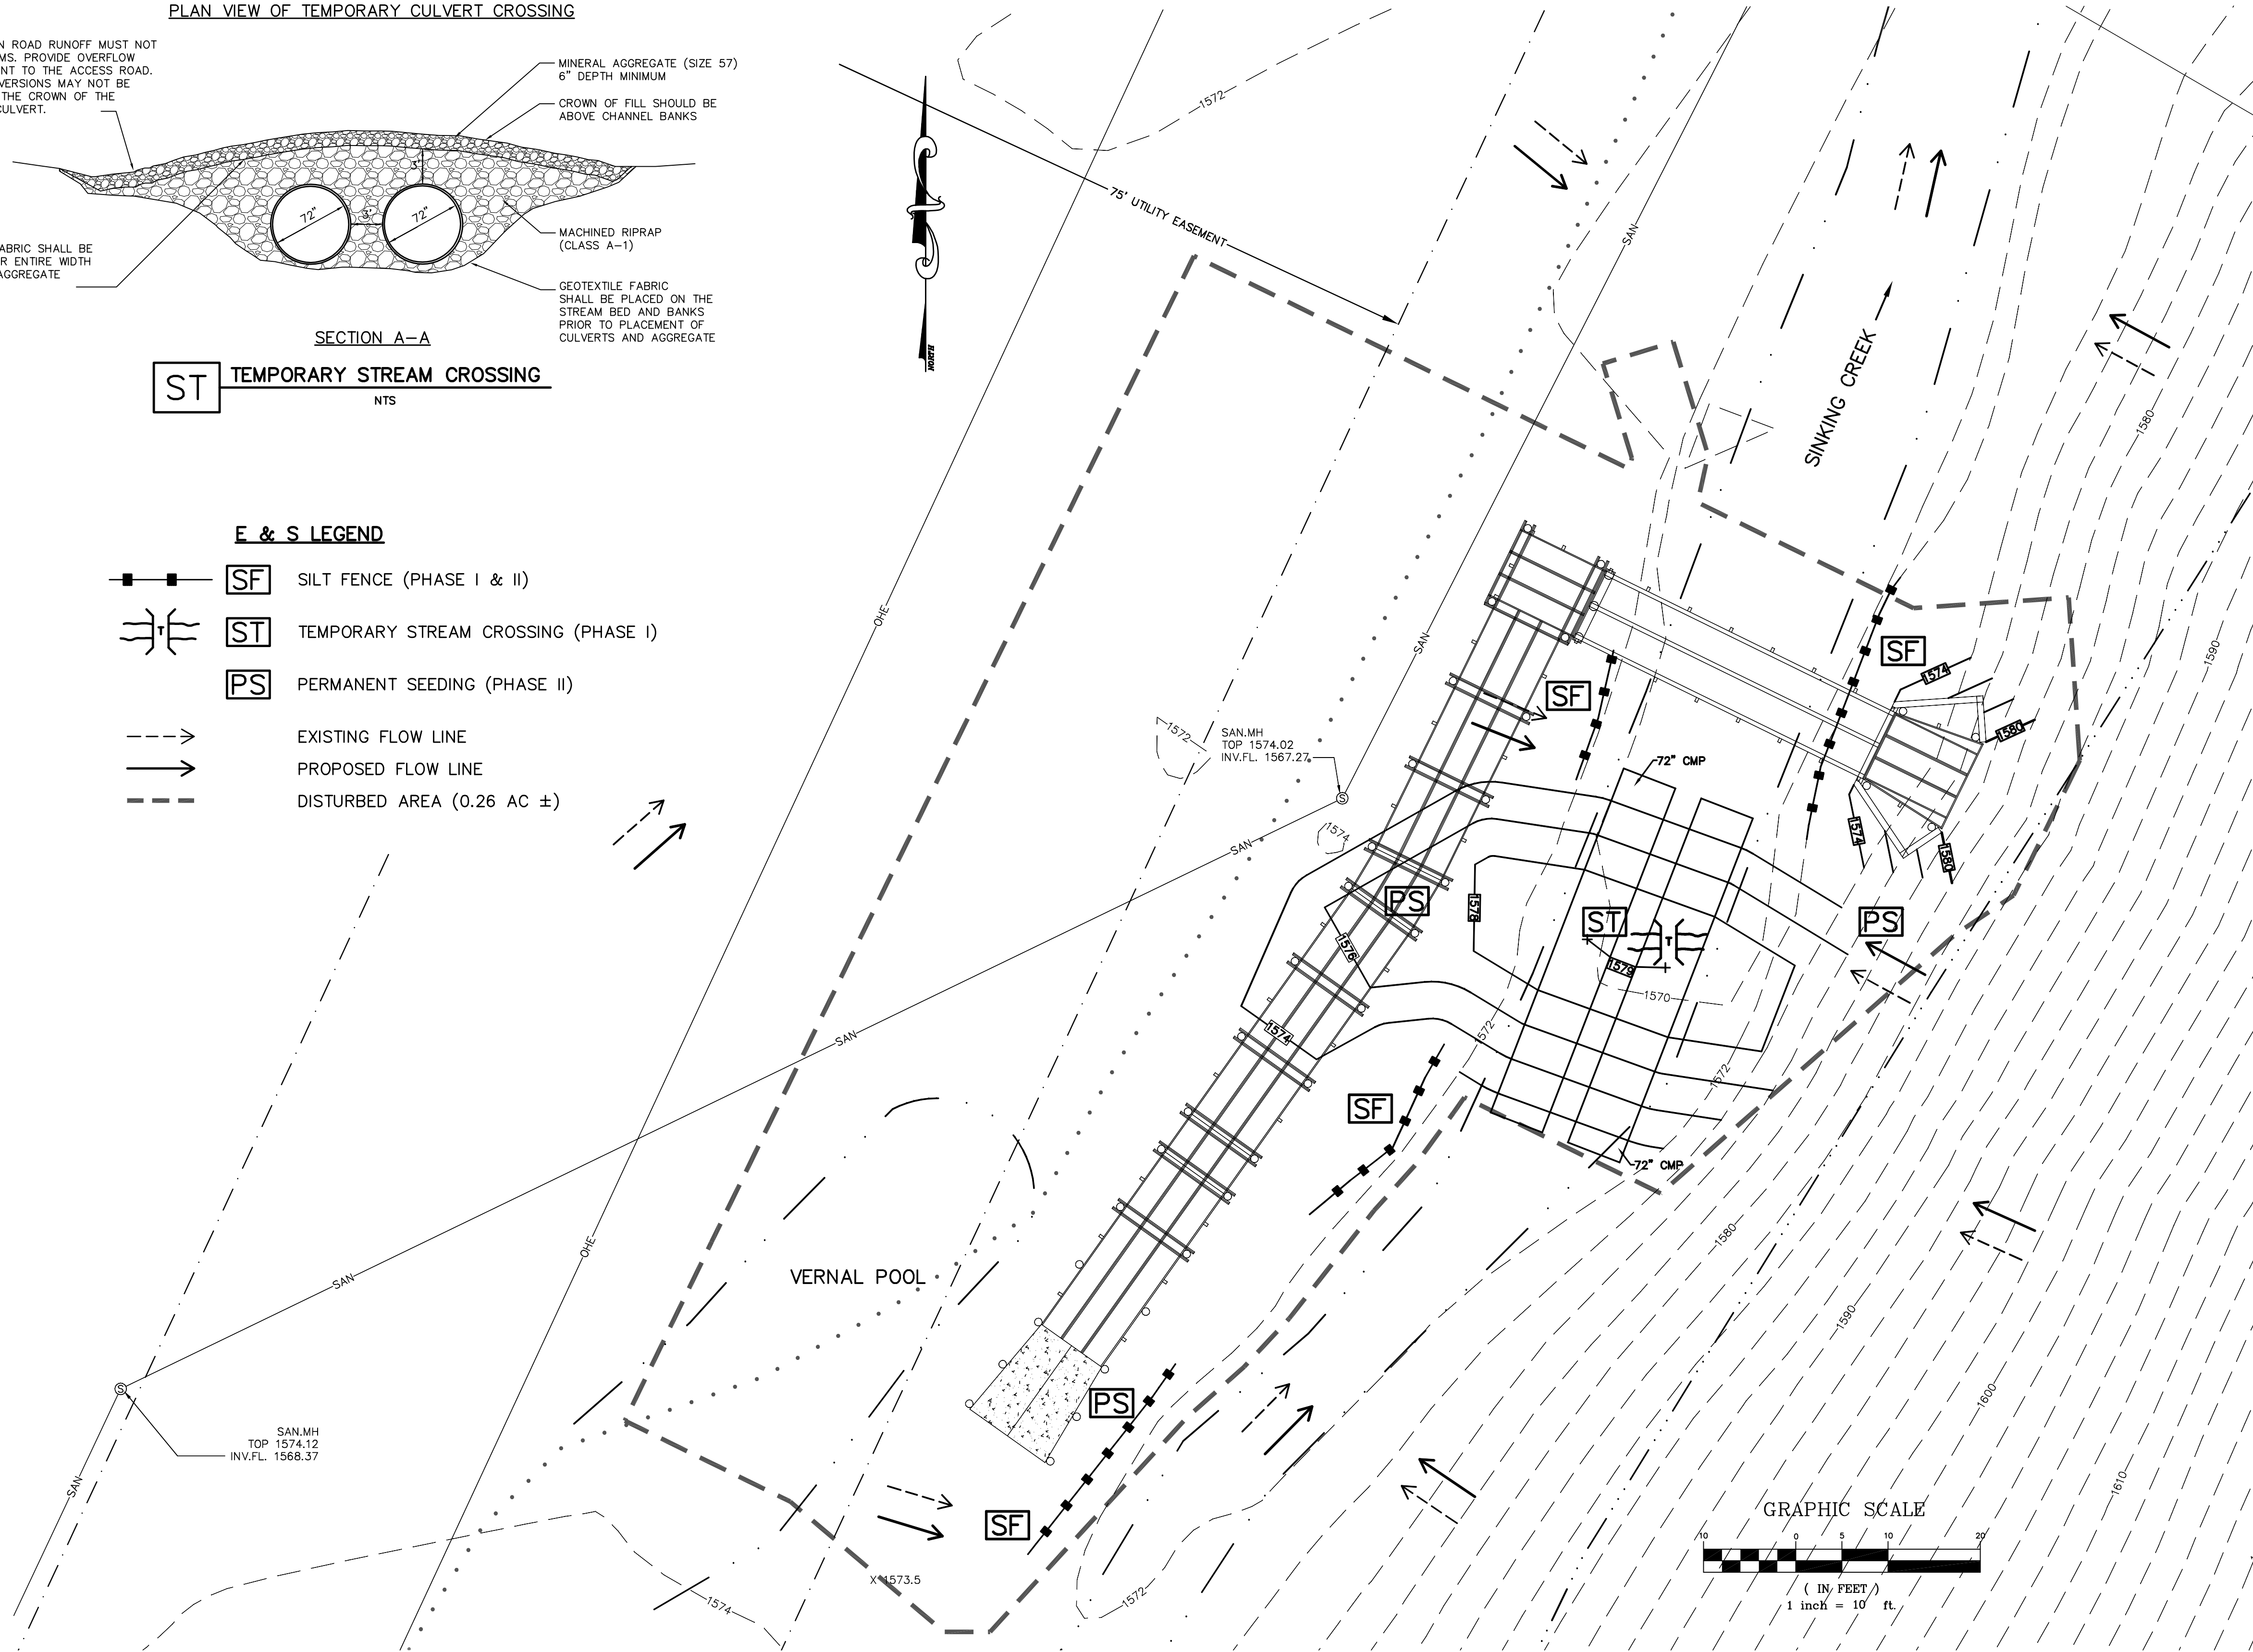 PLAN VIEW OF TEMPORARY CULVERT CROSSING
N ROAD RUNOFF MUST NOT
MS. PROVIDE OVERFLOW
NT TO THE ACCESS ROAD.
VERSIONS MAY NOT BE
THE CROWN OF THE
CULVERT.
MINERAL AGGREGATE (SIZE 57)
6" DEPTH MINIMUM
CROWN OF FILL SHOULD BE
ABOVE CHANNEL BANKS
3'
72"
3'
72"
MACHINED RIPRAP
(CLASS A-1)
ABRIC SHALL BE
R ENTIRE WIDTH
AGGREGATE
GEOTEXTILE FABRIC
SHALL BE PLACED ON THE
STREAM BED AND BANKS
PRIOR TO PLACEMENT OF
CULVERTS AND AGGREGATE
SECTION A-A
ST TEMPORARY STREAM CROSSING
NTS
E & S LEGEND
SF SILT FENCE (PHASE I & II)
T ST TEMPORARY STREAM CROSSING (PHASE I)
PS PERMANENT SEEDING (PHASE II)
EXISTING FLOW LINE
PROPOSED FLOW LINE
DISTURBED AREA (0.26 AC ±)
NORTH
1572
75' UTILITY EASEMENT
SAN
SINKING CREEK
1580
OHE
SAN
1590
SF
1574
1580
SF
1572
SAN.MH
TOP 1574.02
INV.FL. 1567.27
S
72" CMP
1574
SAN
1574
1580
PS
1578
ST
T
PS
1576
1579
1570
1574
1572
SAN
1572
SF
72" CMP
OHE
1580
SAN
VERNAL POOL
1590
S
SAN.MH
TOP 1574.12
INV.FL. 1568.37
SAN
PS
1600
1610
SF
X 1573.5
1574
1572
GRAPHIC SCALE
10 0 5 10 20
( IN FEET )
1 inch = 10 ft.